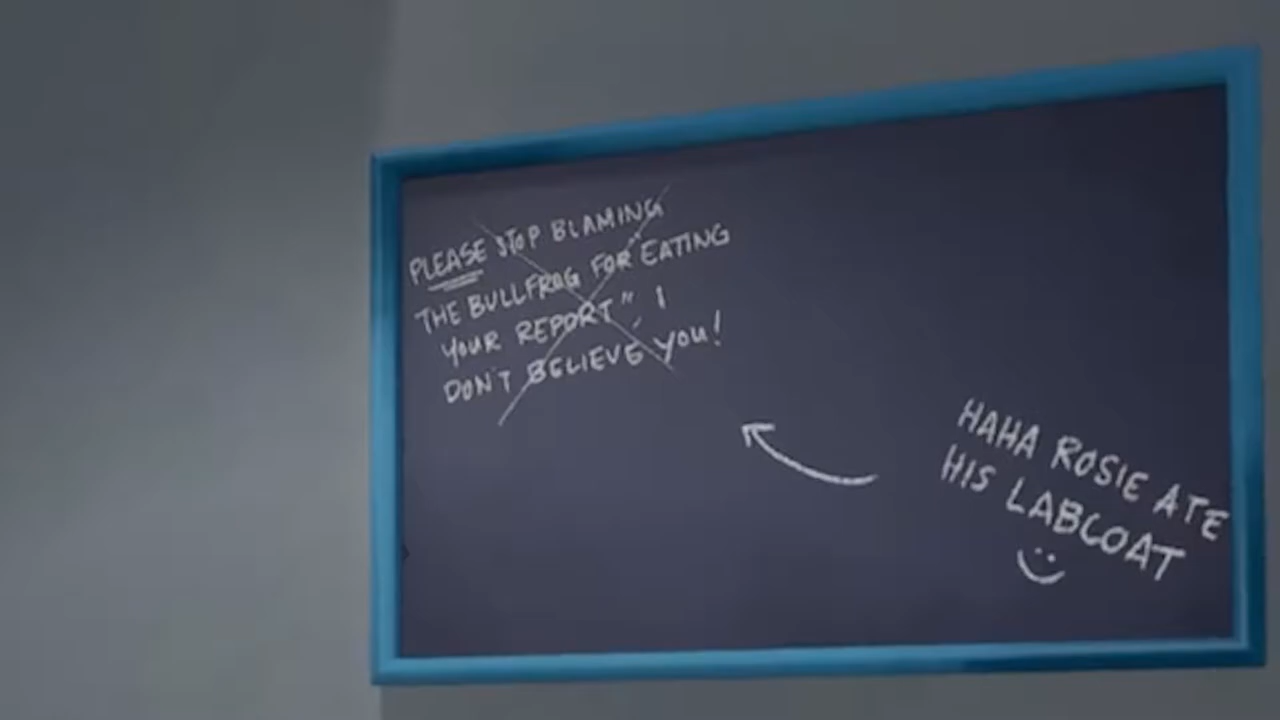 PLEASE STOP BLAMING
THE BULLFROG FOR "EATING
YOUR REPORT", I
DON'T BELIEVE YOU!
HAHA ROSIE ATE
HIS LABCOAT